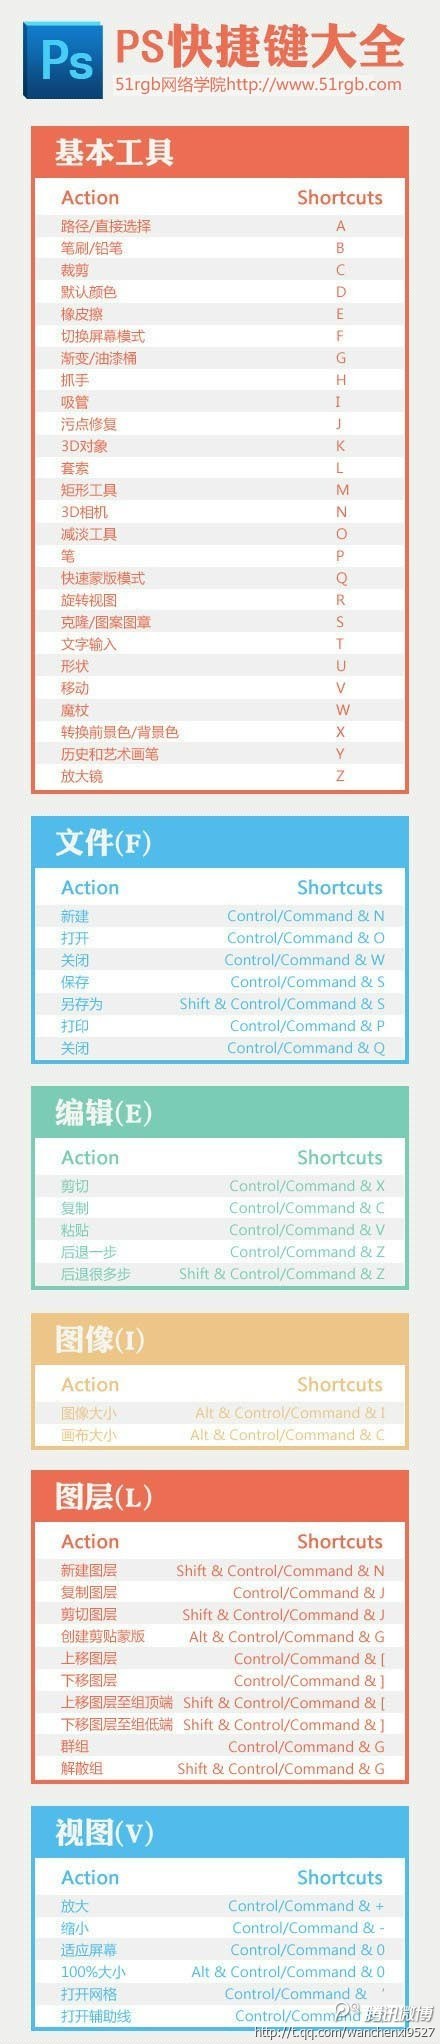 Ps
PS快捷键大全
51rgb网络学院http://www.51rgb.com
基本工具
Action Shortcuts
路径/直接选择 A
笔刷/铅笔 B
裁剪 C
默认颜色 D
橡皮擦 E
切换屏幕模式 F
渐变/油漆桶 G
抓手 H
吸管 I
污点修复 J
3D对象 K
套索 L
矩形工具 M
3D相机 N
减淡工具 O
笔 P
快速蒙版模式 Q
旋转视图 R
克隆/图案图章 S
文字输入 T
形状 U
移动 V
魔杖 W
转换前景色/背景色 X
历史和艺术画笔 Y
放大镜 Z
文件(F)
Action Shortcuts
新建 Control/Command & N
打开 Control/Command & O
关闭 Control/Command & W
保存 Control/Command & S
另存为 Shift & Control/Command & S
打印 Control/Command & P
关闭 Control/Command & Q
编辑(E)
Action Shortcuts
剪切 Control/Command & X
复制 Control/Command & C
粘贴 Control/Command & V
后退一步 Control/Command & Z
后退很多步 Shift & Control/Command & Z
图像(I)
Action Shortcuts
图像大小 Alt & Control/Command & I
画布大小 Alt & Control/Command & C
图层(L)
Action Shortcuts
新建图层 Shift & Control/Command & N
复制图层 Control/Command & J
剪切图层 Shift & Control/Command & J
创建剪贴蒙版 Alt & Control/Command & G
上移图层 Control/Command & [
下移图层 Control/Command & ]
上移图层至组顶端 Shift & Control/Command & [
下移图层至组低端 Shift & Control/Command & ]
群组 Control/Command & G
解散组 Shift & Control/Command & G
视图(V)
Action Shortcuts
放大 Control/Command & +
缩小 Control/Command & -
适应屏幕 Control/Command & 0
100%大小 Alt & Control/Command & 0
打开网格 Control/Command & '
打开辅助线 Control/Command &
腾讯微博
http://t.qq.com/wanchenxi9527